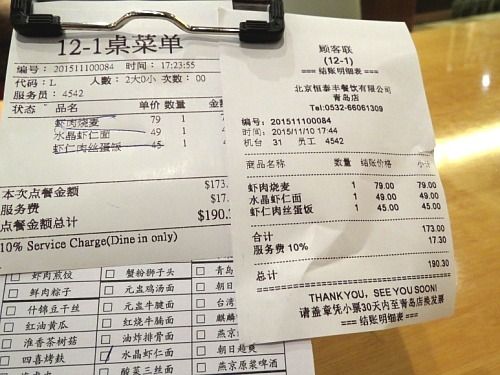 12-1桌菜单
编号: 201511100084 时间: 17:23:55
代码: L 人数: 2大0小 次数: 00
服务员: 4542
状态 品名 单价 数量 金
虾肉烧麦 79 1
水晶虾仁面 49 1
虾仁肉丝蛋饭 45 1
本次点餐金额 $173.
服务费 $17.
点餐金额总计 $190.
10% Service Charge(Dine in only)
虾肉煎饺 蟹粉狮子头 青岛
鲜肉粽子 元盅鸡汤面 朝日
什锦豆干丝 元盅牛腱面 台湾
红油黄瓜 红烧牛腩面 麒麟
淮香茶树菇 油炸排骨面 燕京
四喜烤麸 水晶虾仁面 朝日超爽
酸菜三丝面 燕京原浆啤酒
顾客联
(12-1)
=== 结账明细表 ===
北京恒泰丰餐饮有限公司
青岛店
Tel:0532-66061309
编号: 201511100084
时间: 2015/11/10 17:44
机台 31 员工 4542
商品名称 数量 结账价格 小计
虾肉烧麦 1 79.00 79.00
水晶虾仁面 1 49.00 49.00
虾仁肉丝蛋饭 1 45.00 45.00
合计 173.00
服务费 10% 17.30
总计 190.30
THANK YOU, SEE YOU SOON!
请盖章凭小票30天内至青岛店换发票
=== 结账明细表 ===